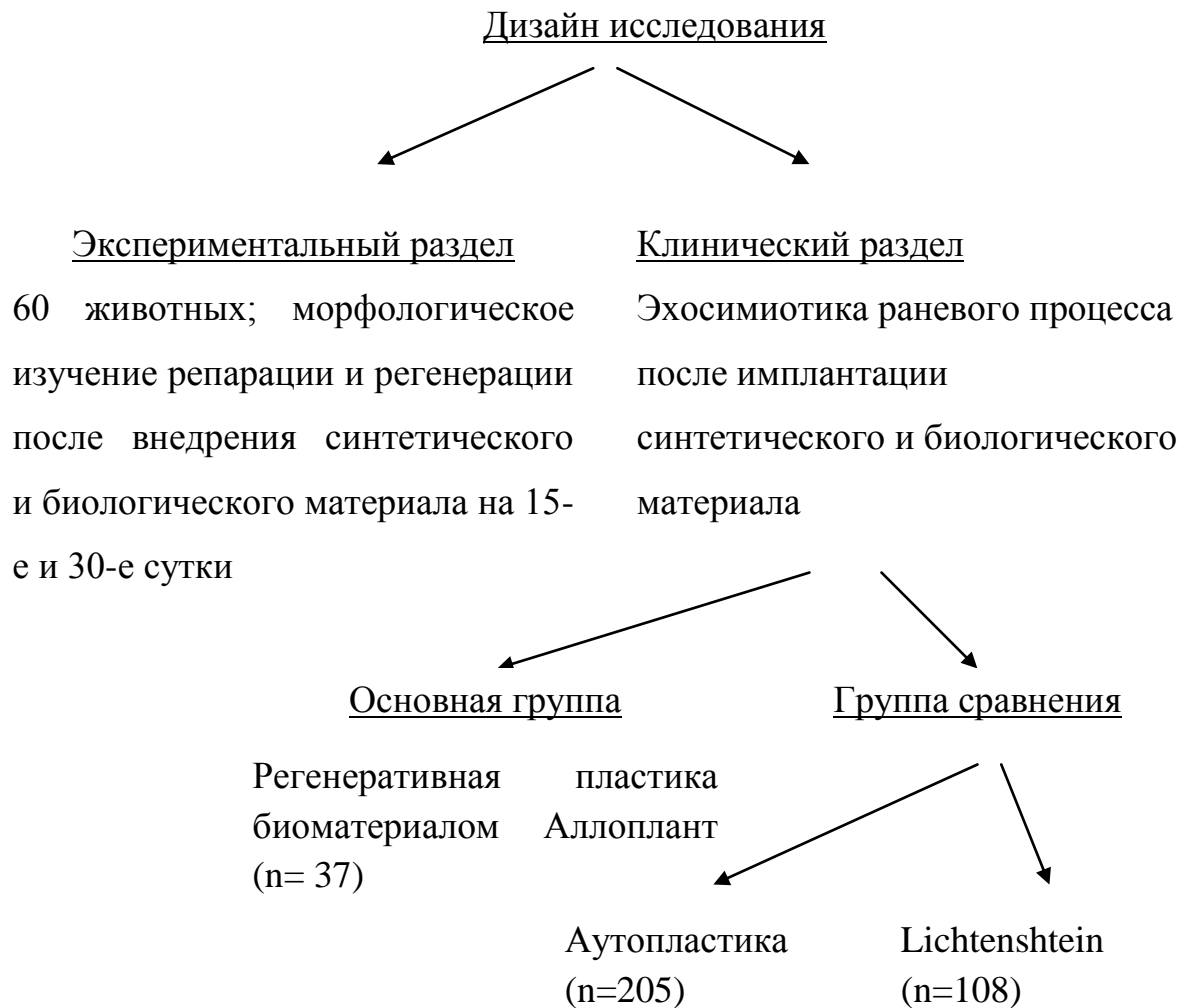 Дизайн исследования
Экспериментальный раздел
60 животных; морфологическое
изучение репарации и регенерации
после внедрения синтетического
и биологического материала на 15-
е и 30-е сутки
Клинический раздел
Эхосимиотика раневого процесса
после имплантации
синтетического и биологического
материала
Основная группа
Регенеративная пластика
биоматериалом Аллоплант
(n= 37)
Группа сравнения
Аутопластика
(n=205)
Lichtenshtein
(n=108)